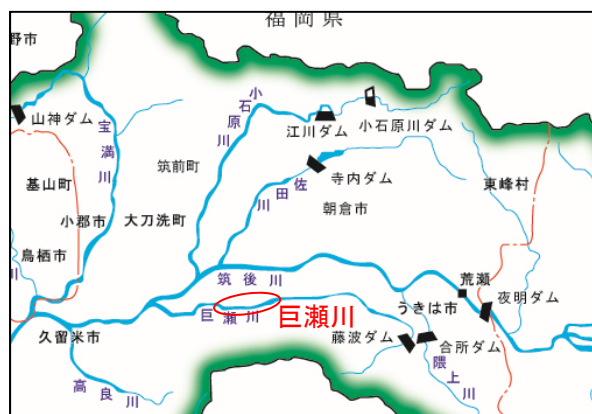 福岡県
野市
山神ダム
宝満川
小石原川
江川ダム
小石原川ダム
筑前町
基山町
佐田川
寺内ダム
東峰村
朝倉市
小郡市
大刀洗町
鳥栖市
川
筑後川
荒瀬
夜明ダム
うきは市
巨瀬川
巨瀬川
久留米市
藤波ダム
合所ダム
隈上川
高良川